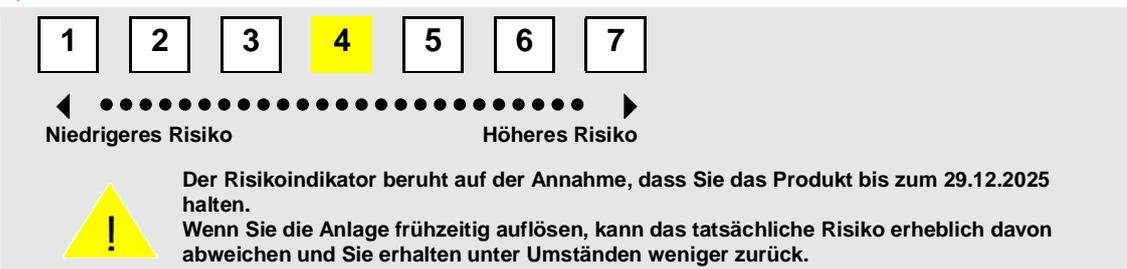 1 2 3 4 5 6 7
Niedrigeres Risiko Höheres Risiko
Der Risikoindikator beruht auf der Annahme, dass Sie das Produkt bis zum 29.12.2025
halten.
Wenn Sie die Anlage frühzeitig auflösen, kann das tatsächliche Risiko erheblich davon
abweichen und Sie erhalten unter Umständen weniger zurück.
!